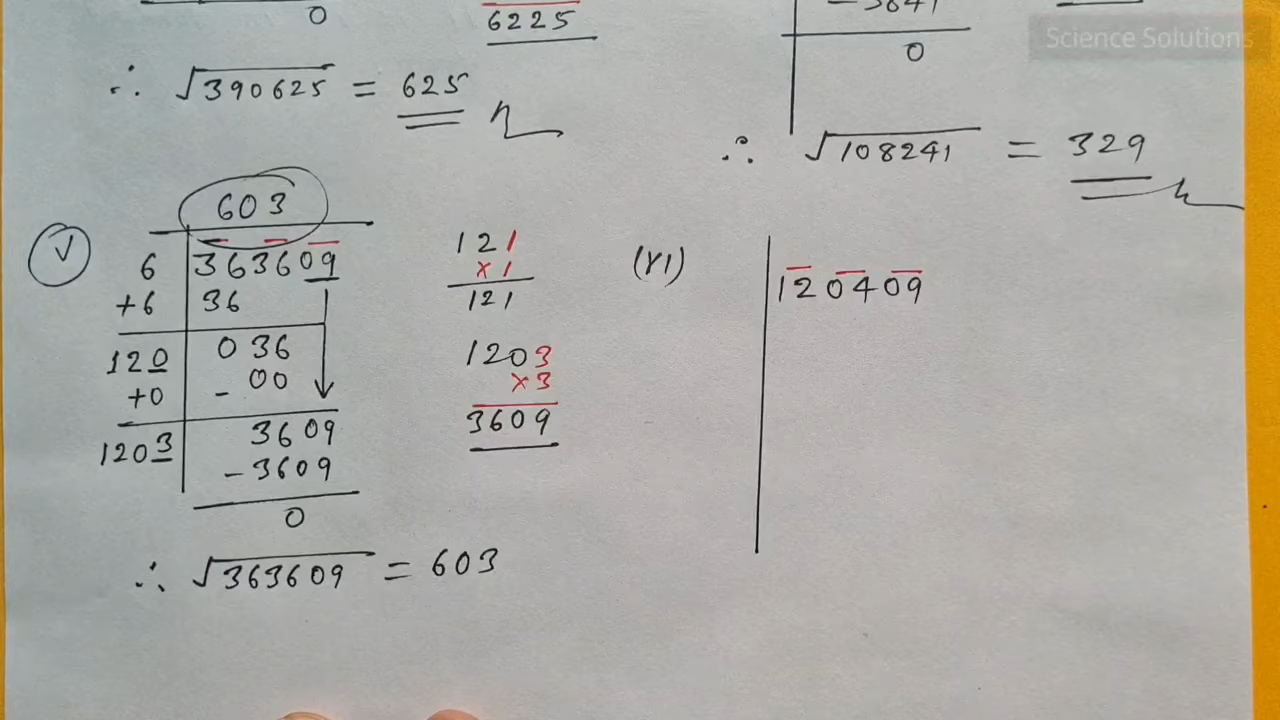 0
6225
-3641
0
Science Solutions
∴ √390625 = 625
∴ √108241 = 329
603
V
6 363609
+6 36
120 036
+0 - 00
1203 3609
-3609
0
121
×1
121
1203
×3
3609
∴ √363609 = 603
(VI)
120409